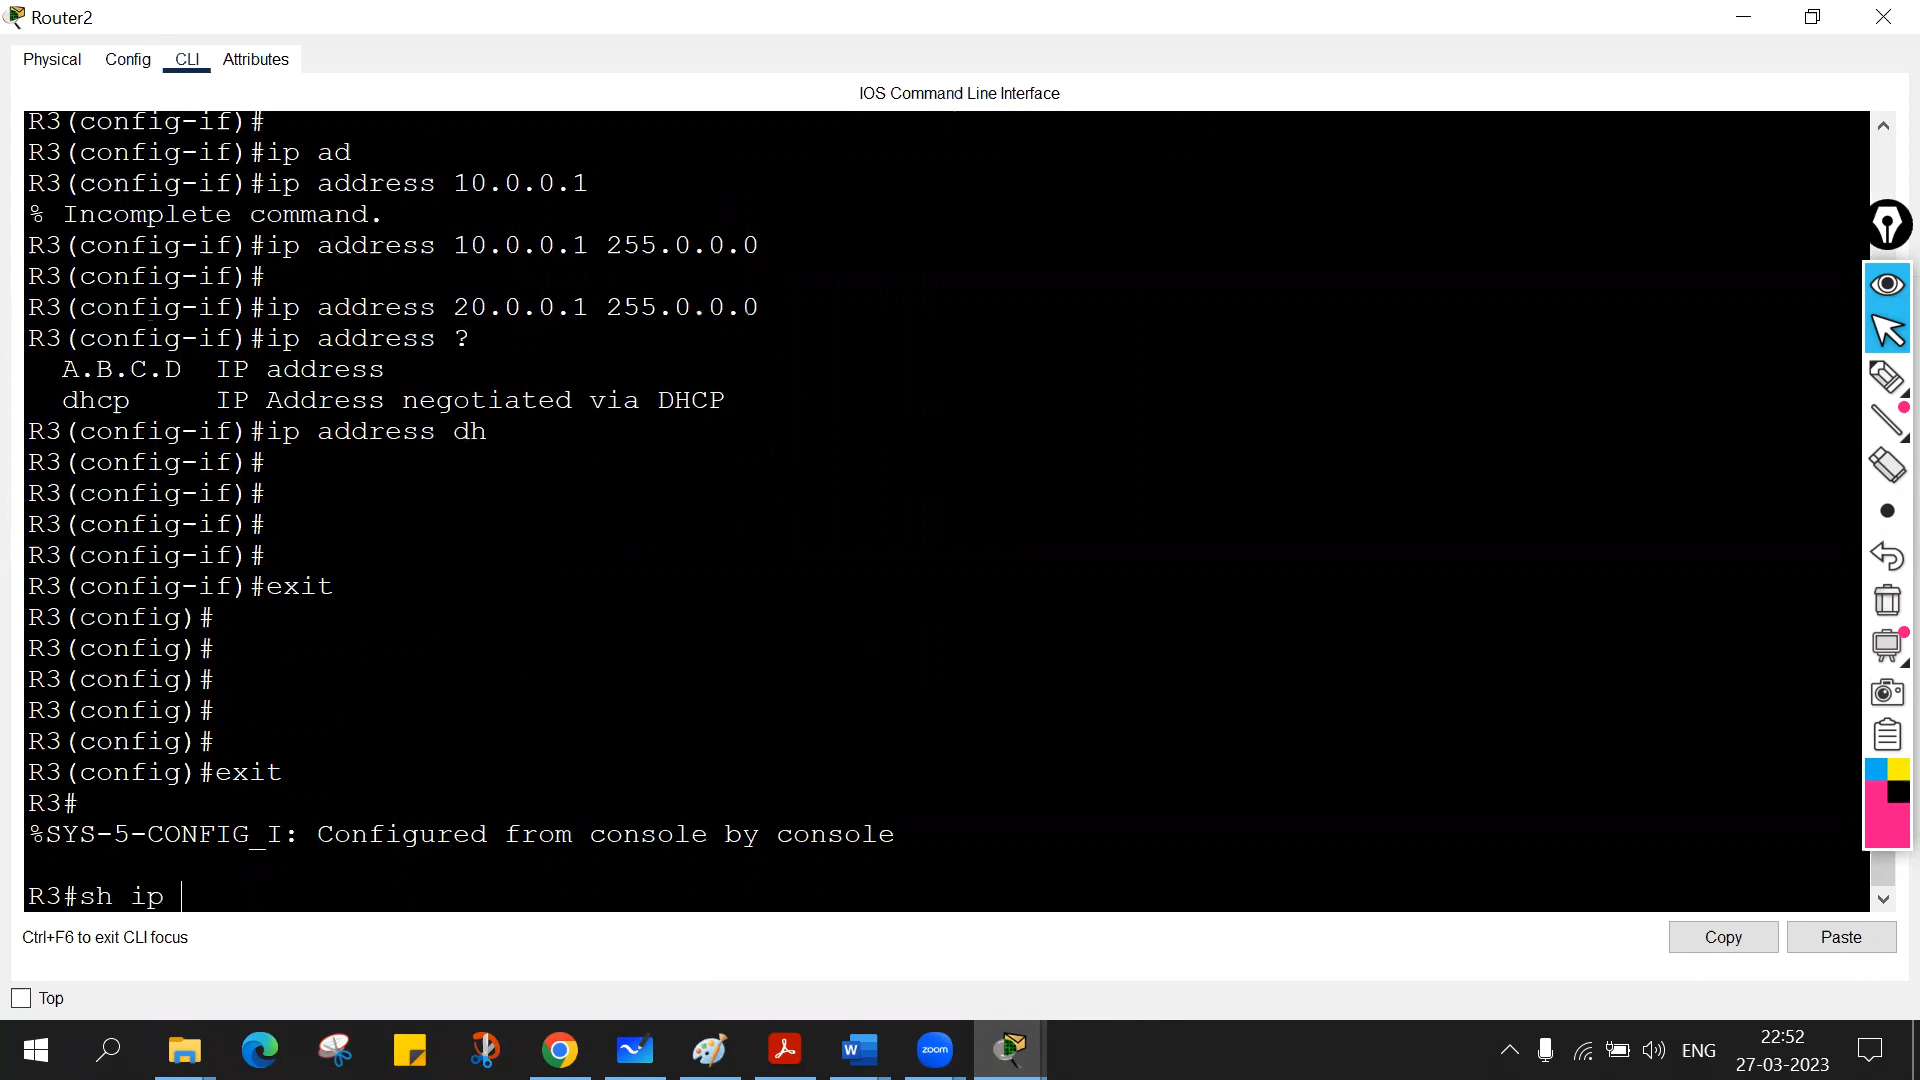 Router2
Physical Config CLI Attributes
IOS Command Line Interface
R3(config-if)#
R3(config-if)#ip ad
R3(config-if)#ip address 10.0.0.1
% Incomplete command.
R3(config-if)#ip address 10.0.0.1 255.0.0.0
R3(config-if)#
R3(config-if)#ip address 20.0.0.1 255.0.0.0
R3(config-if)#ip address ?
A.B.C.D IP address
dhcp IP Address negotiated via DHCP
R3(config-if)#ip address dh
R3(config-if)#
R3(config-if)#
R3(config-if)#
R3(config-if)#
R3(config-if)#exit
R3(config)#
R3(config)#
R3(config)#
R3(config)#
R3(config)#
R3(config)#exit
R3#
%SYS-5-CONFIG_I: Configured from console by console
R3#sh ip
Ctrl+F6 to exit CLI focus
Copy Paste
Top
W zoom ENG 22:52
27-03-2023